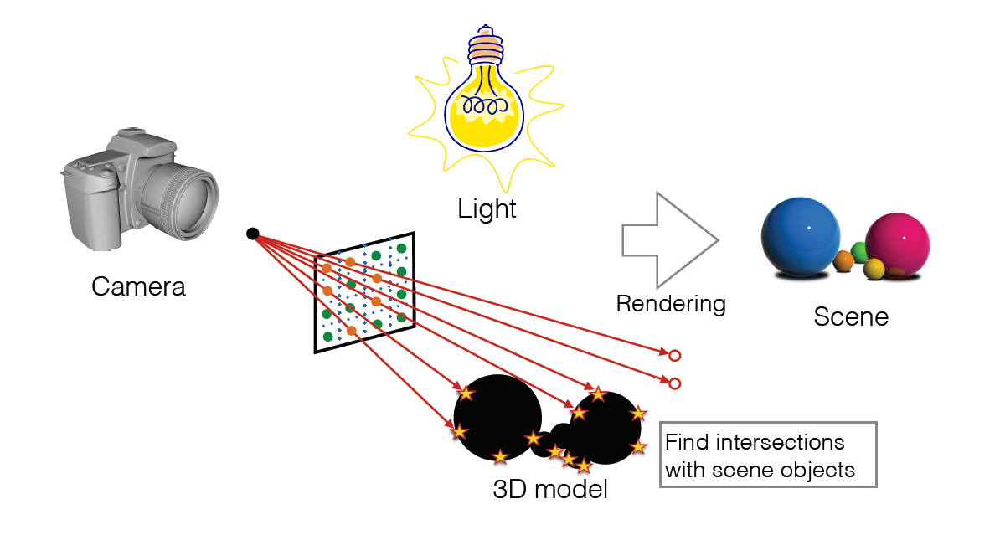 Light
Camera
Rendering
Scene
Find intersections
with scene objects
3D model